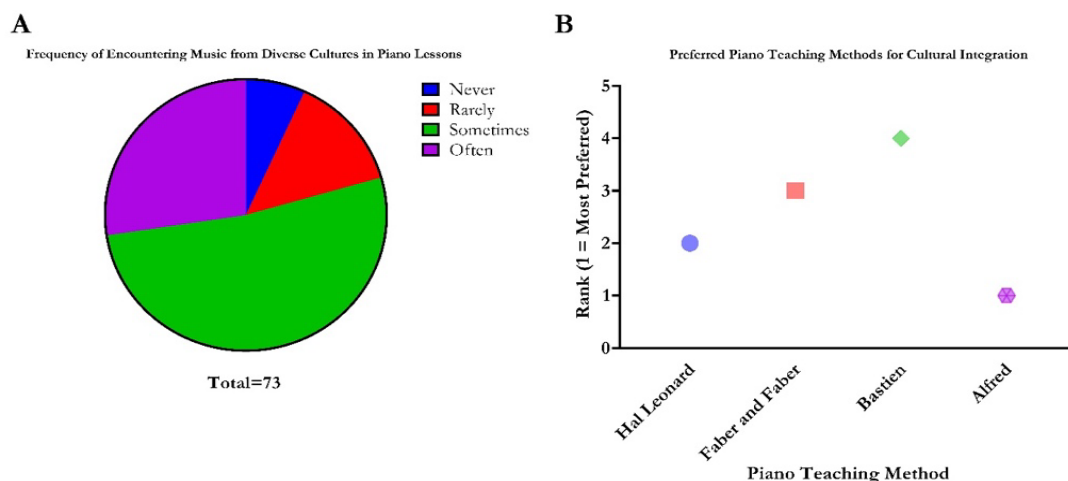 A
Frequency of Encountering Music from Diverse Cultures in Piano Lessons
Never
Rarely
Sometimes
Often
Total=73
B
Preferred Piano Teaching Methods for Cultural Integration
Rank (1 = Most Preferred)
5
4
3
2
1
0
Hal Leonard
Faber and Faber
Bastien
Alfred
Piano Teaching Method